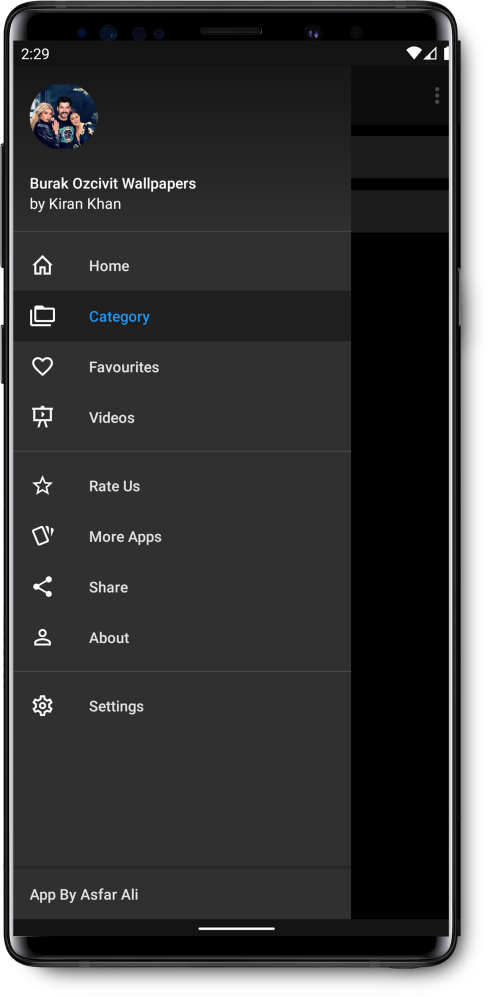 2:29
Burak Ozcivit Wallpapers
by Kiran Khan
Home
Category
Favourites
Videos
Rate Us
More Apps
Share
About
Settings
App By Asfar Ali